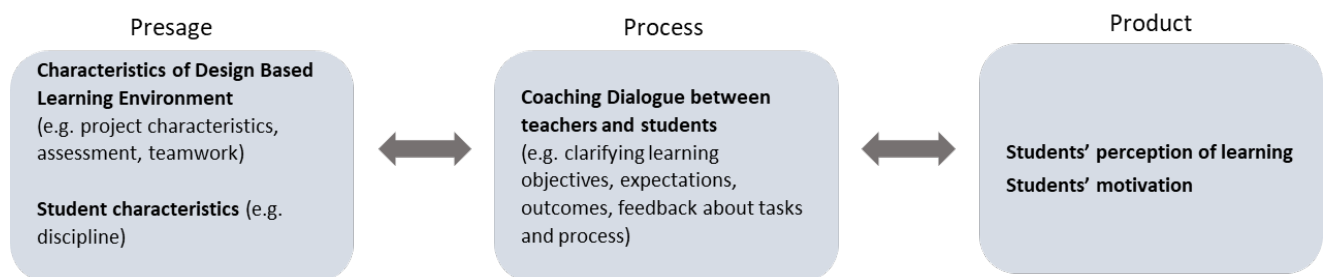 Presage
Characteristics of Design Based
Learning Environment
(e.g. project characteristics,
assessment, teamwork)
Student characteristics (e.g.
discipline)
Process
Coaching Dialogue between
teachers and students
(e.g. clarifying learning
objectives, expectations,
outcomes, feedback about tasks
and process)
Product
Students’ perception of learning
Students’ motivation